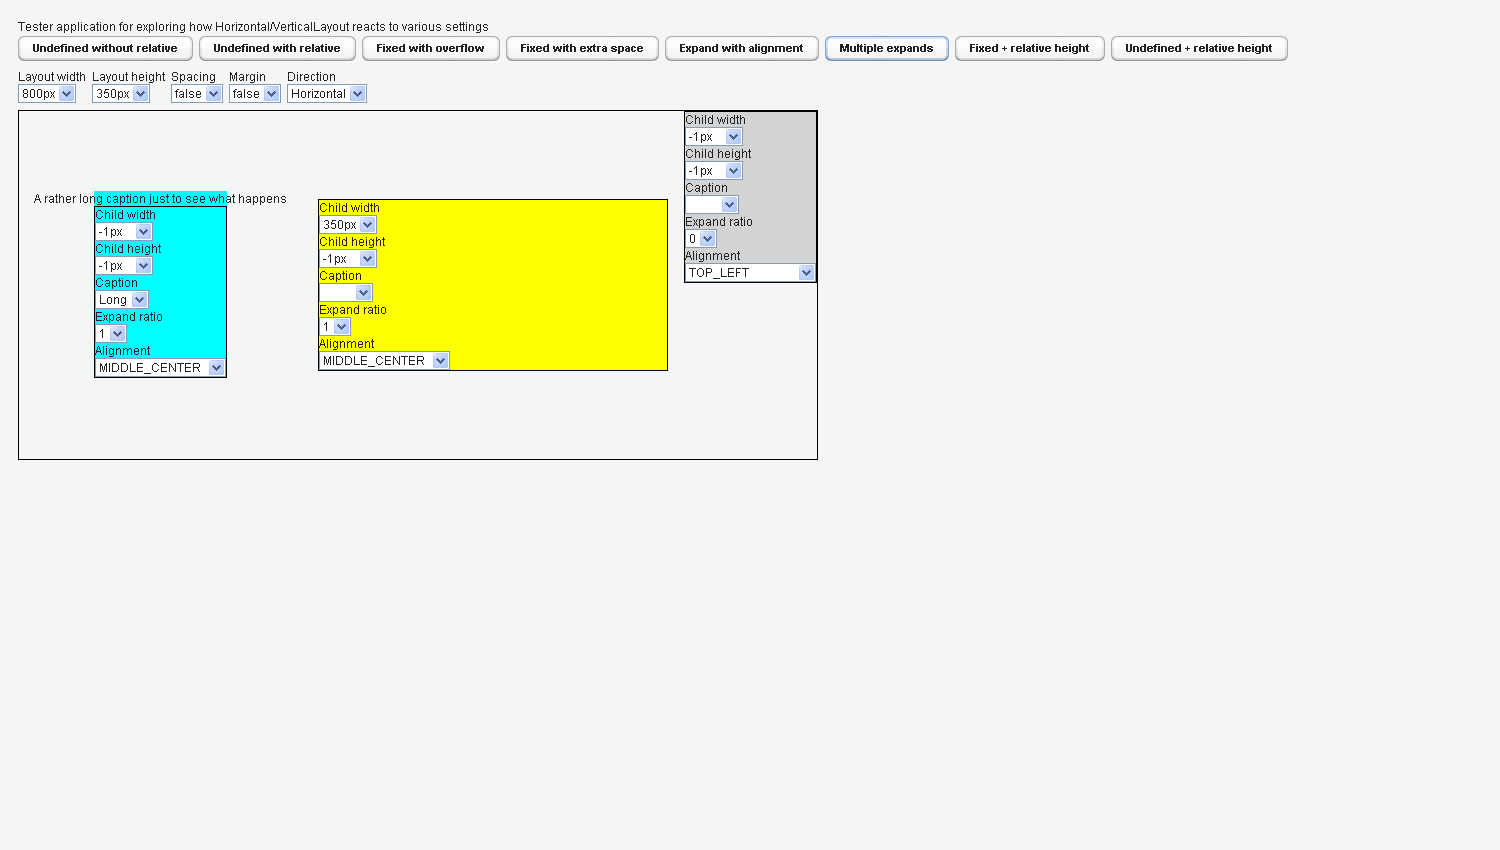 Tester application for exploring how Horizontal/VerticalLayout reacts to various settings
Undefined without relative Undefined with relative Fixed with overflow Fixed with extra space Expand with alignment Multiple expands Fixed + relative height Undefined + relative height
Layout width Layout height Spacing Margin Direction
800px 350px false false Horizontal
A rather long caption just to see what happens
Child width
-1px
Child height
-1px
Caption
Long
Expand ratio
1
Alignment
MIDDLE_CENTER
Child width
350px
Child height
-1px
Caption
Expand ratio
1
Alignment
MIDDLE_CENTER
Child width
-1px
Child height
-1px
Caption
Expand ratio
0
Alignment
TOP_LEFT